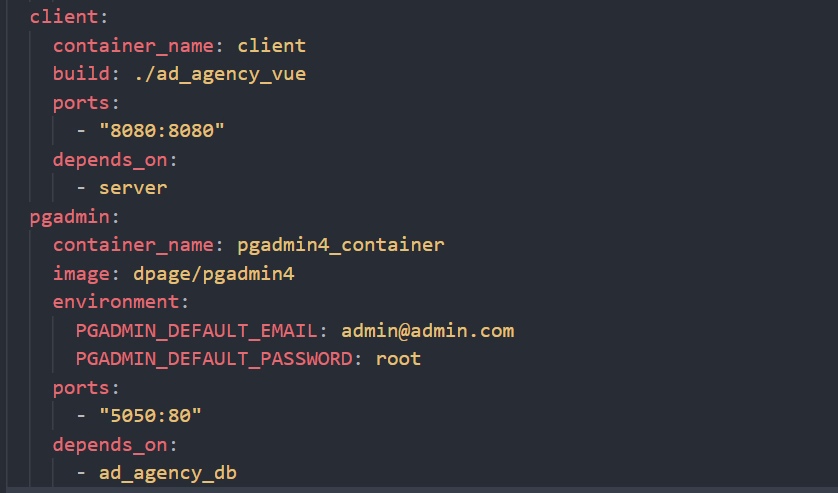 client:
container_name: client
build: ./ad_agency_vue
ports:
- "8080:8080"
depends_on:
- server
pgadmin:
container_name: pgadmin4_container
image: dpage/pgadmin4
environment:
PGADMIN_DEFAULT_EMAIL: admin@admin.com
PGADMIN_DEFAULT_PASSWORD: root
ports:
- "5050:80"
depends_on:
- ad_agency_db